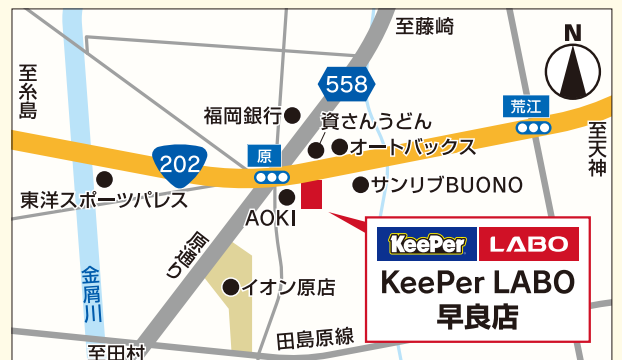 至藤崎
N
至糸島
558
荒江
福岡銀行
資さんうどん
原
オートバックス
至天神
202
東洋スポーツパレス
サンリブBUONO
AOKI
原通り
KeePer LABO
金屑川
イオン原店
KeePer LABO
早良店
田島原線
至田村